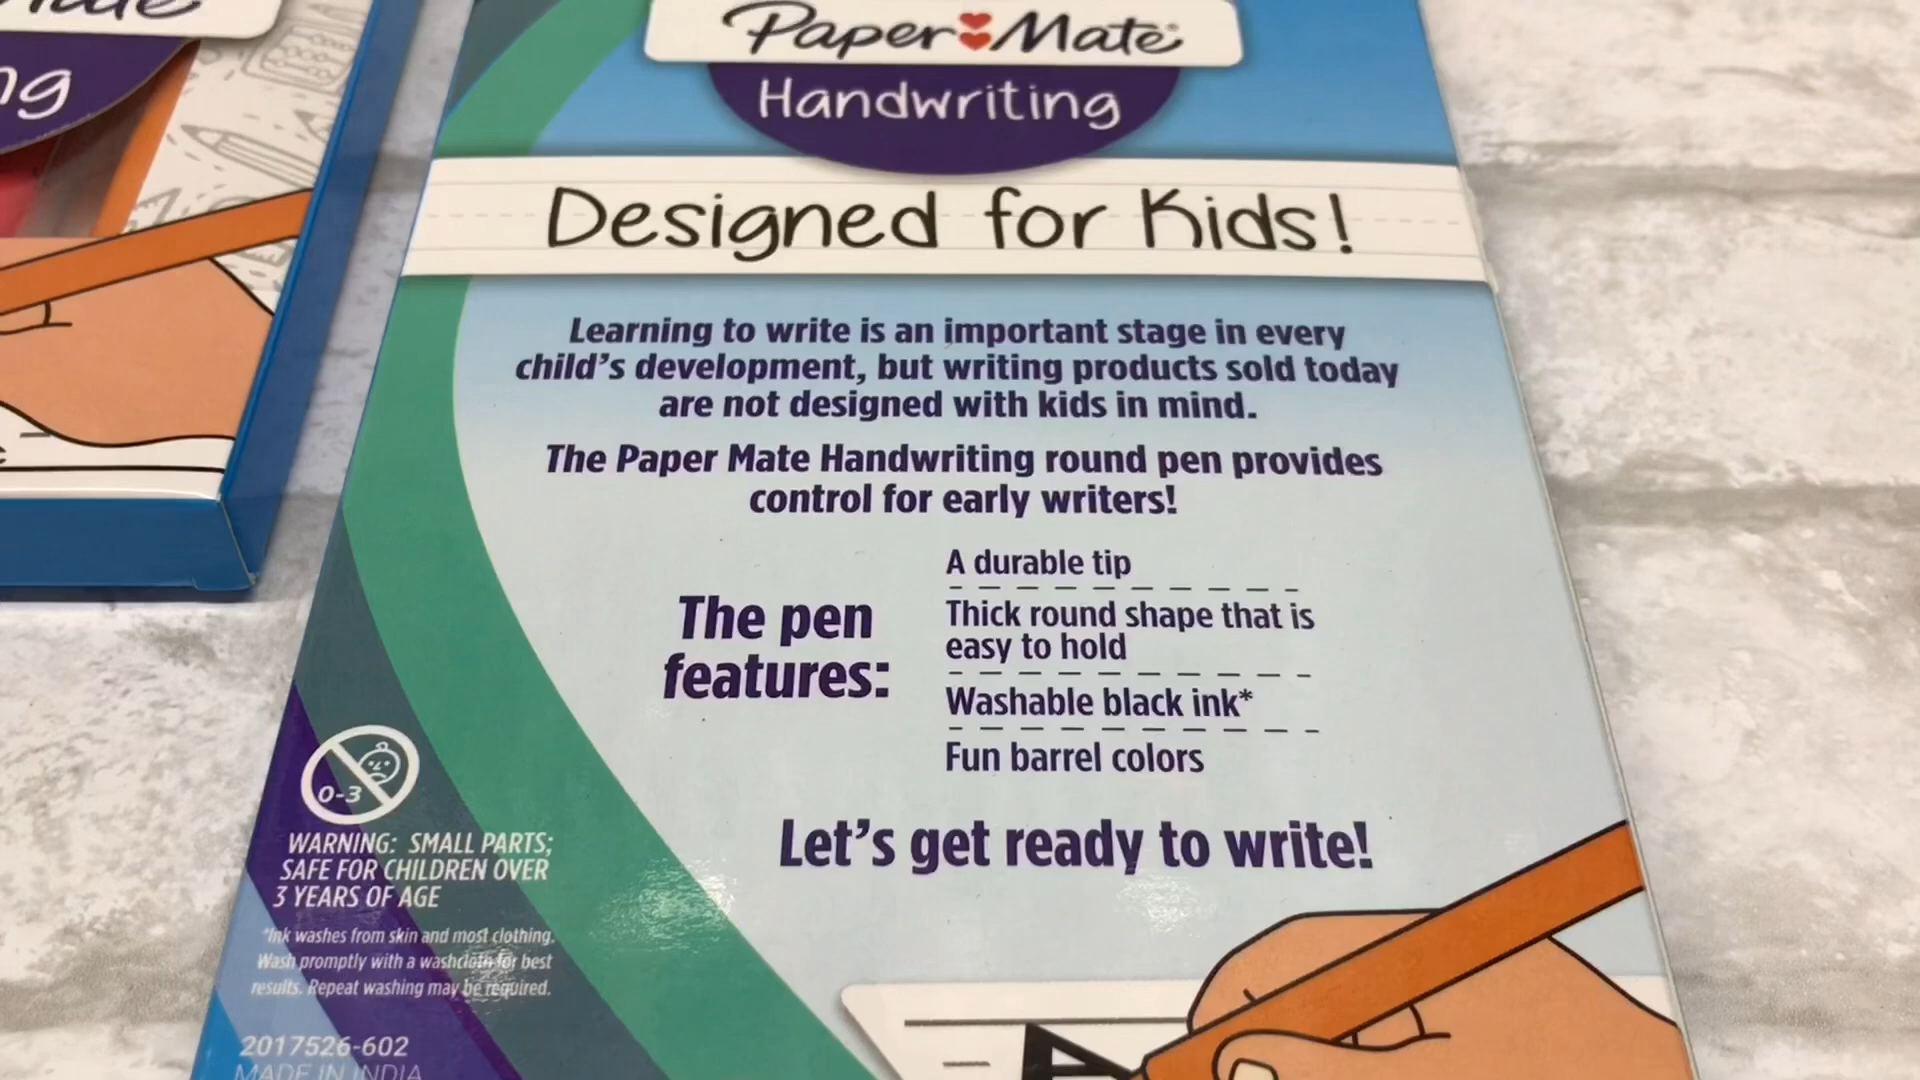 Paper Mate
Handwriting
ng
Designed for Kids!
Learning to write is an important stage in every
child's development, but writing products sold today
are not designed with kids in mind.
The Paper Mate Handwriting round pen provides
control for early writers!
The pen
features:
A durable tip
Thick round shape that is
easy to hold
Washable black ink*
Fun barrel colors
Let's get ready to write!
0-3
WARNING: SMALL PARTS;
SAFE FOR CHILDREN OVER
3 YEARS OF AGE
*Ink washes from skin and most clothing.
Wash promptly with a washcloth for best
results. Repeat washing may be required.
2017526-602
MADE IN INDIA
A